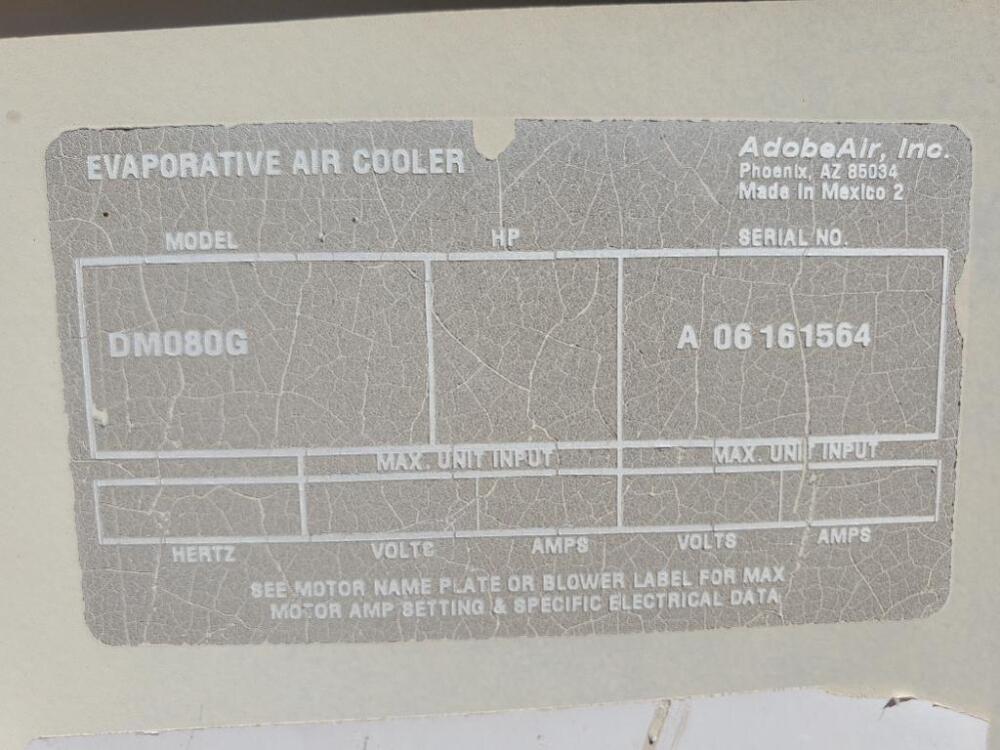 EVAPORATIVE AIR COOLER
AdobeAir, Inc.
Phoenix, AZ 85034
Made In Mexico 2
MODEL HP SERIAL NO.
DM080G A 06 161564
MAX. UNIT INPUT MAX. UNIT INPUT
HERTZ VOLTS AMPS VOLTS AMPS
SEE MOTOR NAME PLATE OR BLOWER LABEL FOR MAX
MOTOR AMP SETTING & SPECIFIC ELECTRICAL DATA